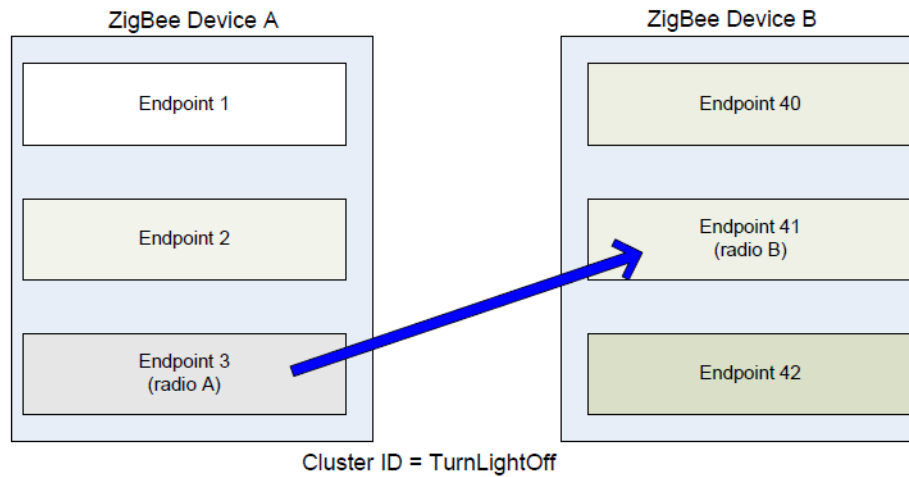 ZigBee Device A
ZigBee Device B
Endpoint 1
Endpoint 2
Endpoint 3
(radio A)
Endpoint 40
Endpoint 41
(radio B)
Endpoint 42
Cluster ID = TurnLightOff